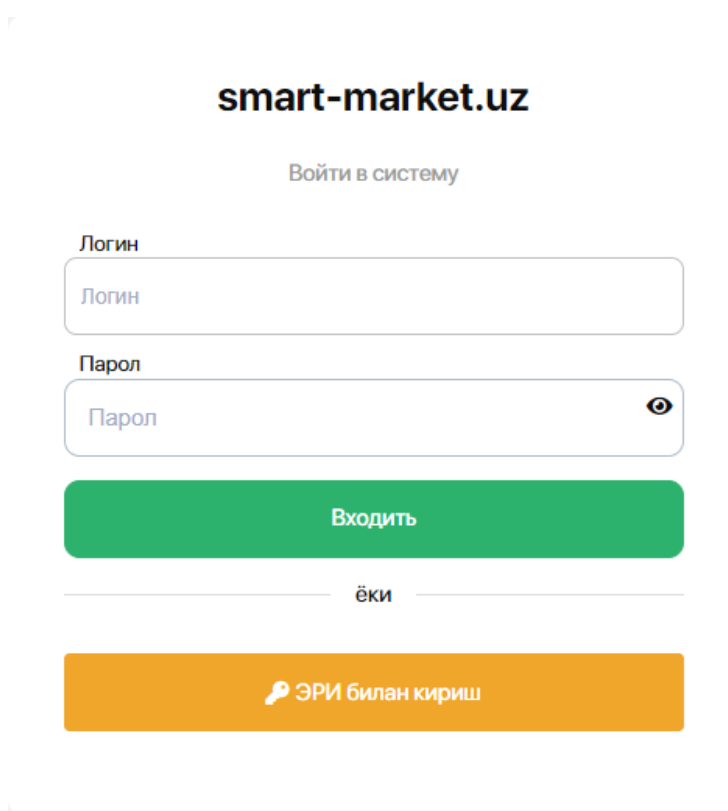 smart-market.uz
Войти в систему
Логин
Логин
Парол
Парол
Входить
ёки
ЭРИ билан кириш